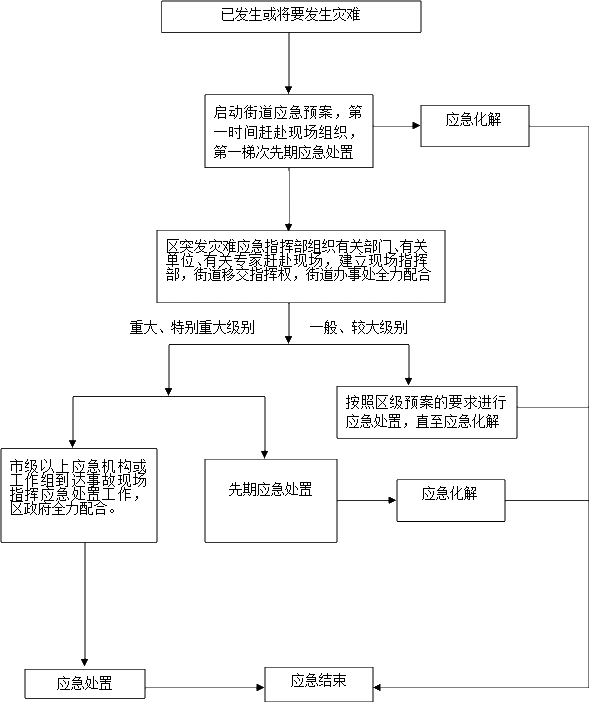 已发生或将要发生灾难
启动街道应急预案，第
一时间赶赴现场组织，
第一梯次先期应急处置
应急化解
区突发灾难应急指挥部组织有关部门、有关
单位、有关专家赶赴现场，建立现场指挥
部，街道移交指挥权，街道办事处全力配合
重大、特别重大级别
一般、较大级别
按照区级预案的要求进行
应急处置，直至应急化解
市级以上应急机构或
工作组到达事故现场
指挥应急处置工作，
区政府全力配合。
先期应急处置
应急化解
应急处置
应急结束